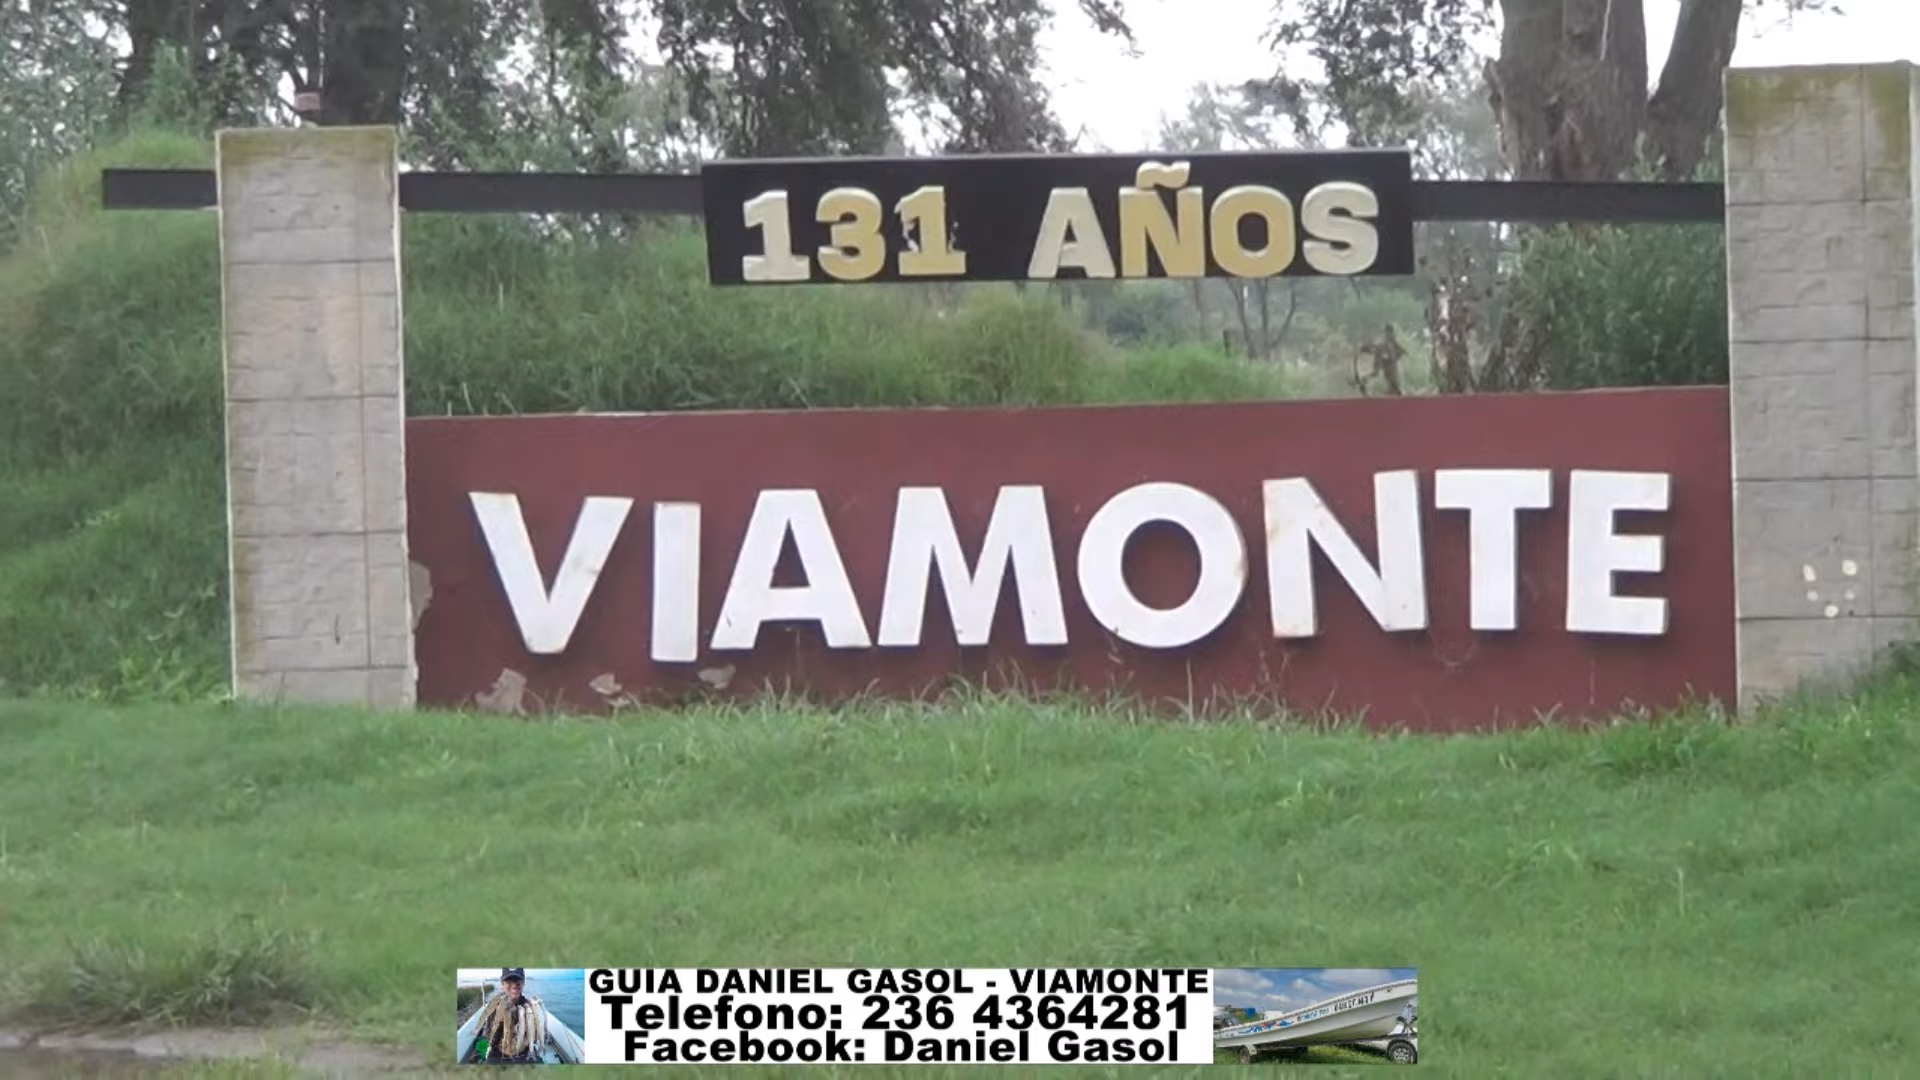 131 AÑOS
VIAMONTE
GUIA DANIEL GASOL - VIAMONTE
Telefono: 236 4364281
Facebook: Daniel Gasol